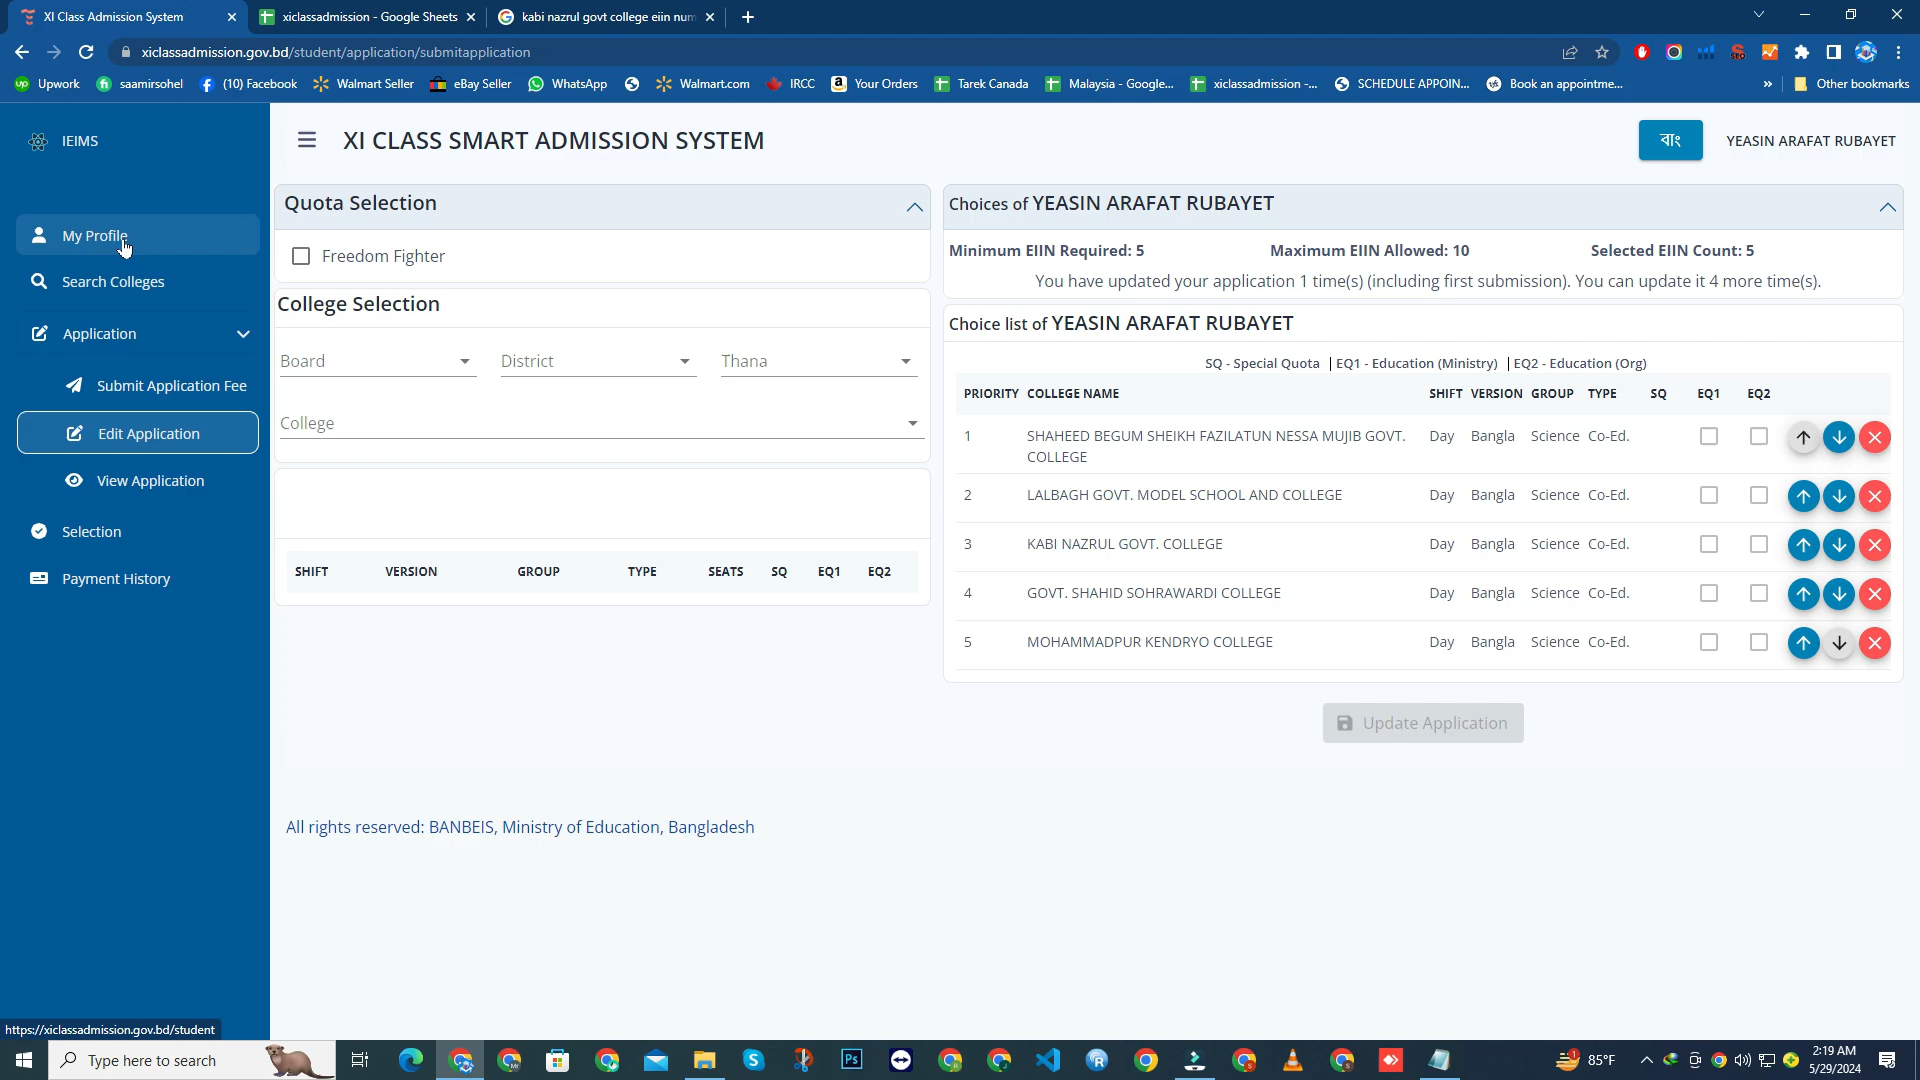 XI Class Admission System
xiclassadmission - Google Sheets
kabi nazrul govt college eiin num
xiclassadmission.gov.bd/student/application/submitapplication
Upwork
saamirsohel
(10) Facebook
Walmart Seller
eBay Seller
WhatsApp
Walmart.com
IRCC
Your Orders
Tarek Canada
Malaysia - Google...
xiclassadmission -...
SCHEDULE APPOIN...
Book an appointme...
»
Other bookmarks
IEIMS
XI CLASS SMART ADMISSION SYSTEM
বাং
YEASIN ARAFAT RUBAYET
My Profile
Search Colleges
Application
Submit Application Fee
Edit Application
View Application
Selection
Payment History
Quota Selection
Freedom Fighter
College Selection
Board
District
Thana
College
SHIFT VERSION GROUP TYPE SEATS SQ EQ1 EQ2
Choices of YEASIN ARAFAT RUBAYET
Minimum EIIN Required: 5
Maximum EIIN Allowed: 10
Selected EIIN Count: 5
You have updated your application 1 time(s) (including first submission). You can update it 4 more time(s).
Choice list of YEASIN ARAFAT RUBAYET
SQ - Special Quota | EQ1 - Education (Ministry) | EQ2 - Education (Org)
PRIORITY COLLEGE NAME SHIFT VERSION GROUP TYPE SQ EQ1 EQ2
1 SHAHEED BEGUM SHEIKH FAZILATUN NESSA MUJIB GOVT. Day Bangla Science Co-Ed.
COLLEGE
2 LALBAGH GOVT. MODEL SCHOOL AND COLLEGE Day Bangla Science Co-Ed.
3 KABI NAZRUL GOVT. COLLEGE Day Bangla Science Co-Ed.
4 GOVT. SHAHID SOHRAWARDI COLLEGE Day Bangla Science Co-Ed.
5 MOHAMMADPUR KENDRYO COLLEGE Day Bangla Science Co-Ed.
Update Application
All rights reserved: BANBEIS, Ministry of Education, Bangladesh
https://xiclassadmission.gov.bd/student
Type here to search
85°F
2:19 AM
5/29/2024